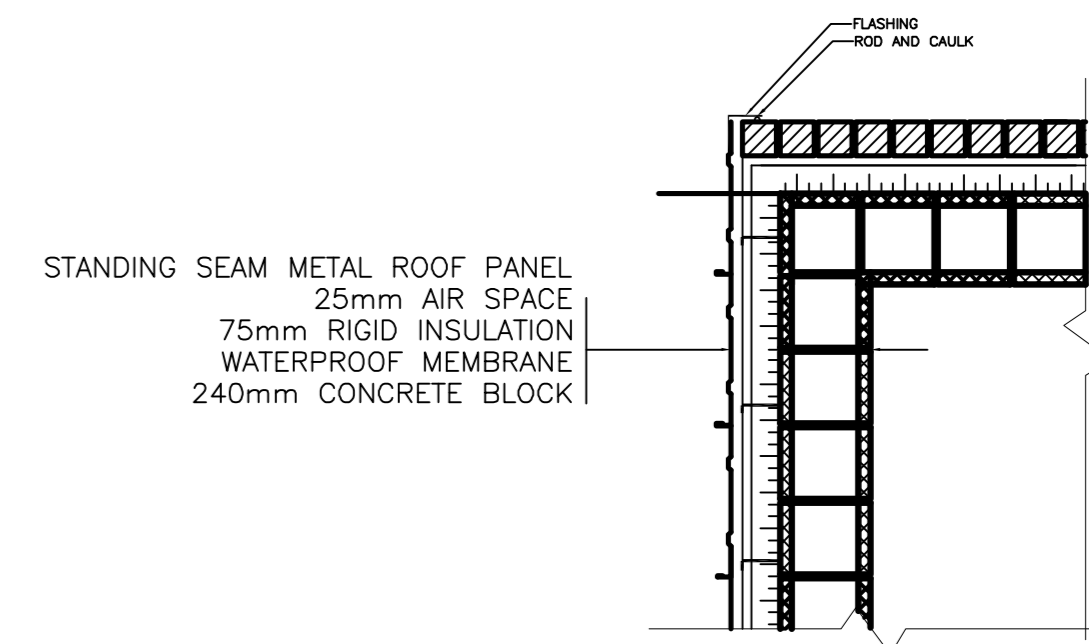 FLASHING
ROD AND CAULK
STANDING SEAM METAL ROOF PANEL
25mm AIR SPACE
75mm RIGID INSULATION
WATERPROOF MEMBRANE
240mm CONCRETE BLOCK